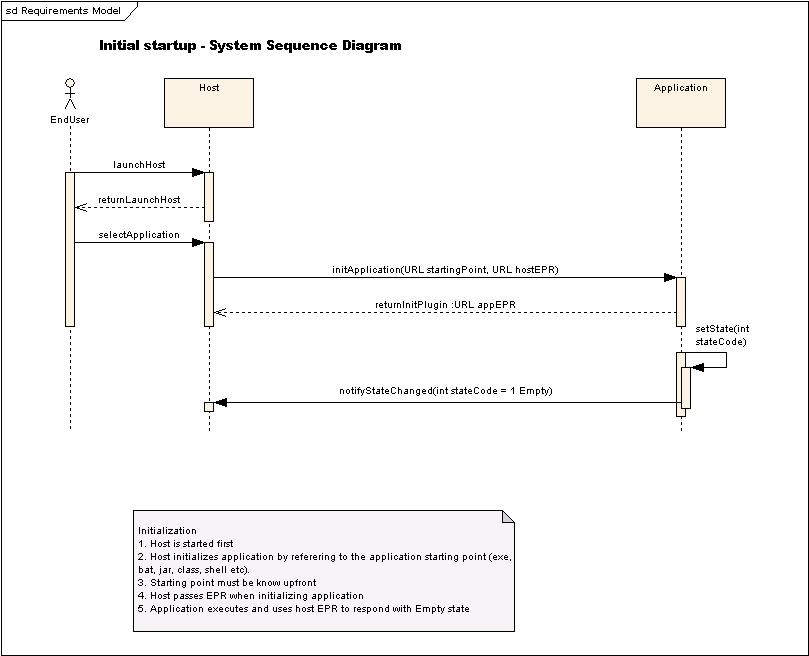 sd Requirements Model
Initial startup - System Sequence Diagram
Host
Application
EndUser
launchHost
returnLaunchHost
selectApplication
initApplication(URL startingPoint, URL hostEPR)
returnInitPlugin :URL appEPR
setState(int
stateCode)
notifyStateChanged(int stateCode = 1 Empty)
Initialization
1. Host is started first
2. Host initializes application by referering to the application starting point (exe,
bat, jar, class, shell etc).
3. Starting point must be know upfront
4. Host passes EPR when initializing application
5. Application executes and uses host EPR to respond with Empty state